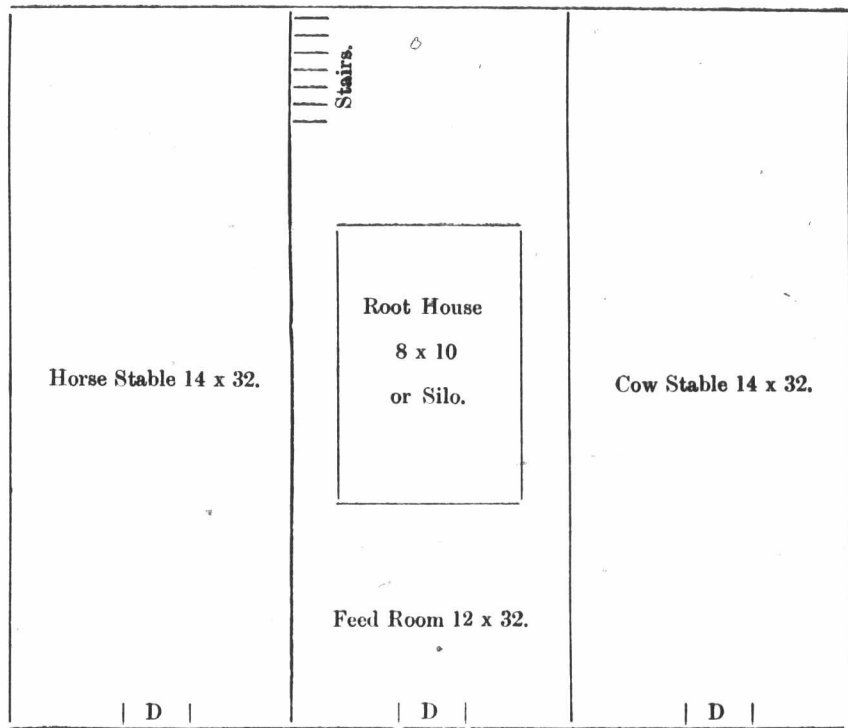 Stairs.
Root House
8 x 10
or Silo.
Horse Stable 14 x 32.
Cow Stable 14 x 32.
Feed Room 12 x 32.
D
D
D